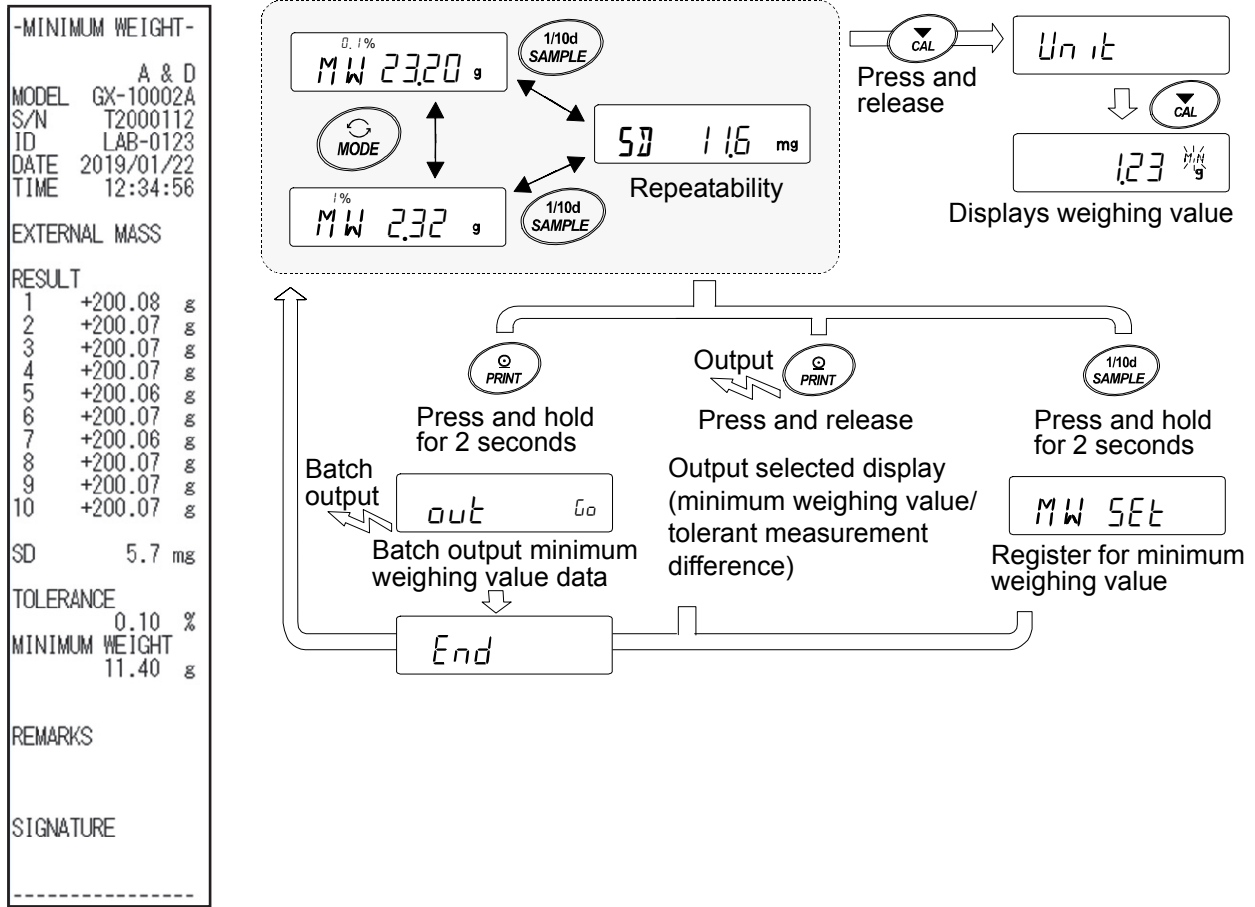 -MINIMUM WEIGHT-
A & D
MODEL GX-10002A
S/N T2000112
ID LAB-0123
DATE 2019/01/22
TIME 12:34:56
EXTERNAL MASS
RESULT
1 +200.08 g
2 +200.07 g
3 +200.07 g
4 +200.07 g
5 +200.06 g
6 +200.07 g
7 +200.06 g
8 +200.07 g
9 +200.07 g
10 +200.07 g
SD 5.7 mg
TOLERANCE
0.10 %
MINIMUM WEIGHT
11.40 g
REMARKS
SIGNATURE
0.1%
MW 23.20 g
1/10d
SAMPLE
MODE
SD 11.6 mg
Repeatability
1%
MW 2.32 g
1/10d
SAMPLE
CAL
Press and
release
Unit
CAL
1.23 MIN g
Displays weighing value
PRINT
Press and hold
for 2 seconds
Batch
output
out Go
Batch output minimum
weighing value data
End
Output
PRINT
Press and release
Output selected display
(minimum weighing value/
tolerant measurement
difference)
1/10d
SAMPLE
Press and hold
for 2 seconds
MW SEt
Register for minimum
weighing value